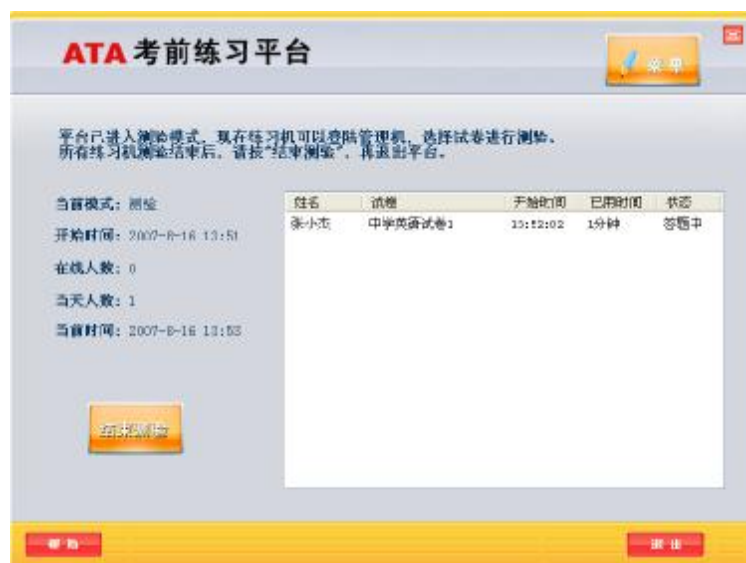 ATA 考前练习平台
菜 单
平台已进入测验模式，现在练习机可以登陆管理机，选择试卷进行测验。
所有练习机测验结束后，请按“结束测验”，再退出平台。
当前模式：测验
开始时间：2007-8-16 13:51
在线人数：0
当天人数：1
当前时间：2007-8-16 13:53
姓名 试卷 开始时间 已用时间 状态
张小杰 中学英语试卷1 13:52:02 1分钟 答题中
结束测验
帮 助
退 出